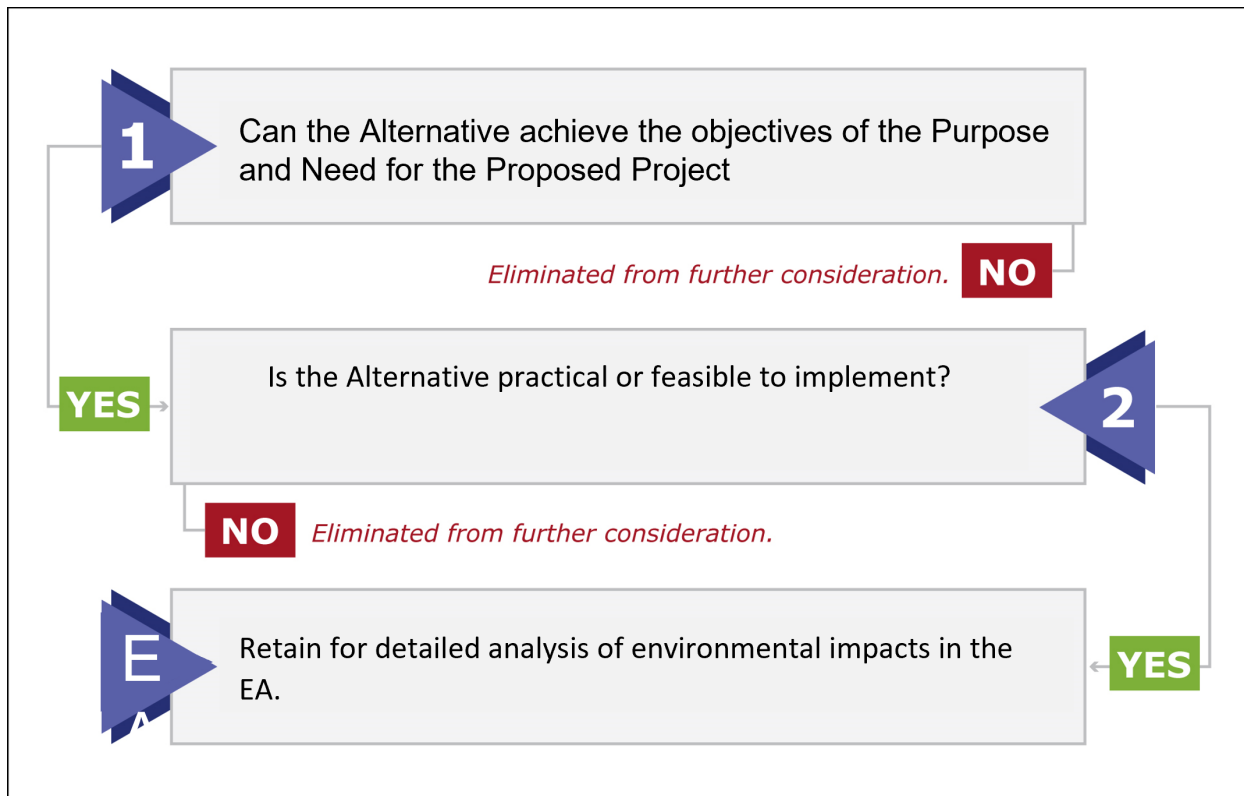 1
Can the Alternative achieve the objectives of the Purpose
and Need for the Proposed Project
Eliminated from further consideration. NO
Is the Alternative practical or feasible to implement?
YES
2
NO Eliminated from further consideration.
E
A
Retain for detailed analysis of environmental impacts in the
EA.
YES